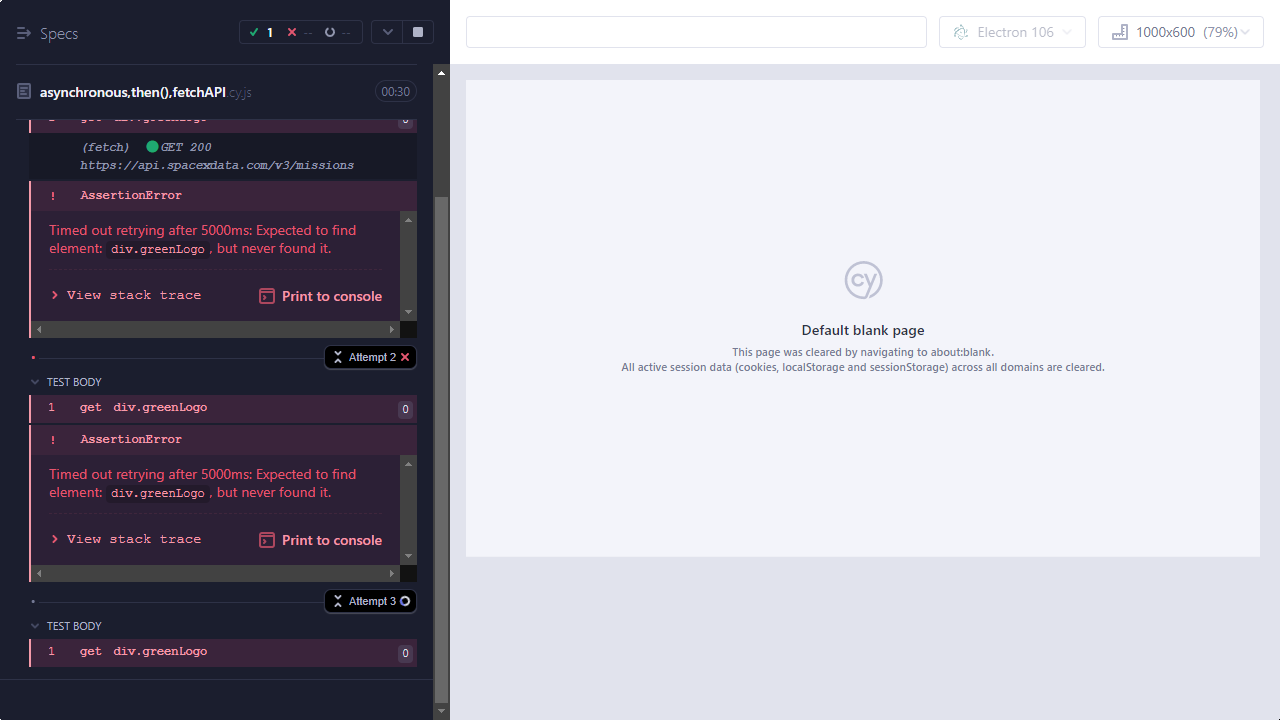 Specs
1 -- --
Electron 106
1000x600 (79%)
asynchronous,then(),fetchAPI.cy.js
00:30
1 get div.greenLogo 0
(fetch) GET 200
https://api.spacexdata.com/v3/missions
! AssertionError
Timed out retrying after 5000ms: Expected to find
element: div.greenLogo, but never found it.
View stack trace
Print to console
Attempt 2
TEST BODY
1 get div.greenLogo 0
! AssertionError
Timed out retrying after 5000ms: Expected to find
element: div.greenLogo, but never found it.
View stack trace
Print to console
Attempt 3
TEST BODY
1 get div.greenLogo 0
cy
Default blank page
This page was cleared by navigating to about:blank.
All active session data (cookies, localStorage and sessionStorage) across all domains are cleared.